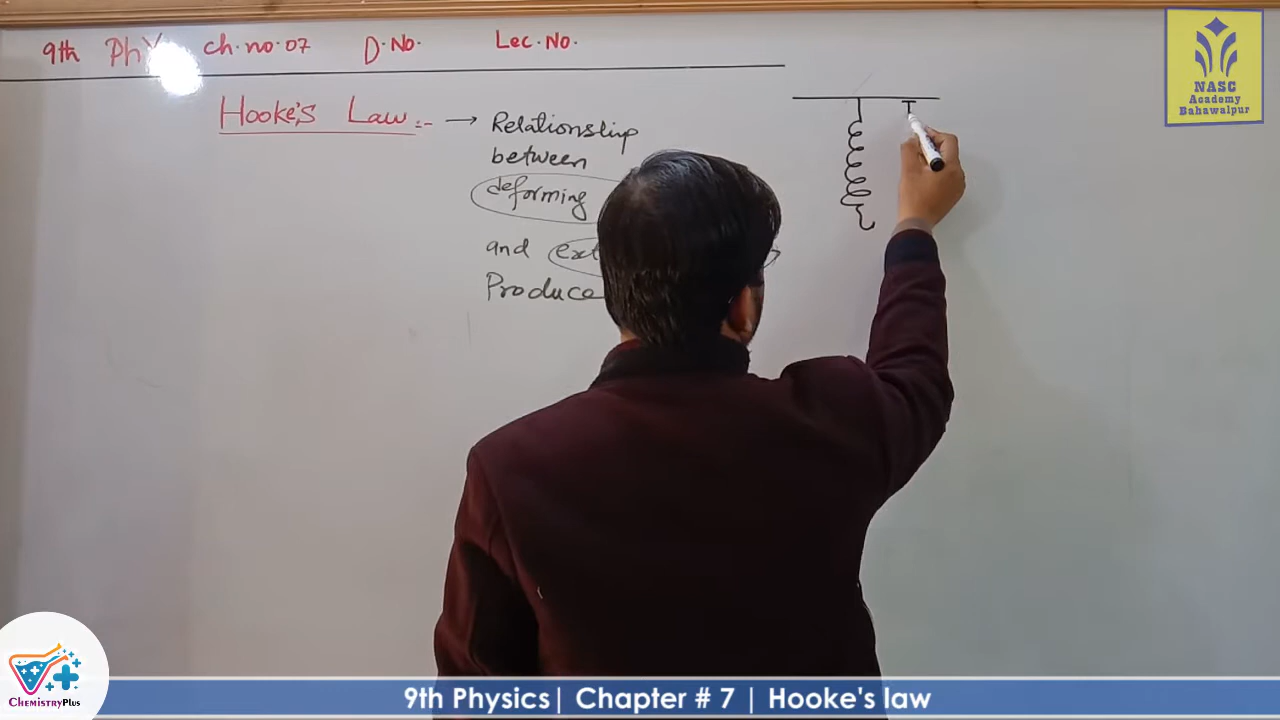 9th Phy ch.no.07 D.No. Lec.No.
Hooke,s Law :- → Relationship
between
deforming
and
Produce
NASC
Academy
Bahawalpur
ChemistryPlus
9th Physics| Chapter # 7 | Hooke's law